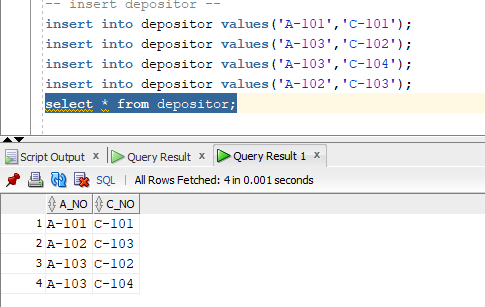 -- insert depositor --
insert into depositor values('A-101','C-101');
insert into depositor values('A-103','C-102');
insert into depositor values('A-103','C-104');
insert into depositor values('A-102','C-103');
select * from depositor;
Script Output x Query Result x Query Result 1 x
SQL | All Rows Fetched: 4 in 0.001 seconds
A_NO C_NO
1 A-101 C-101
2 A-102 C-103
3 A-103 C-102
4 A-103 C-104